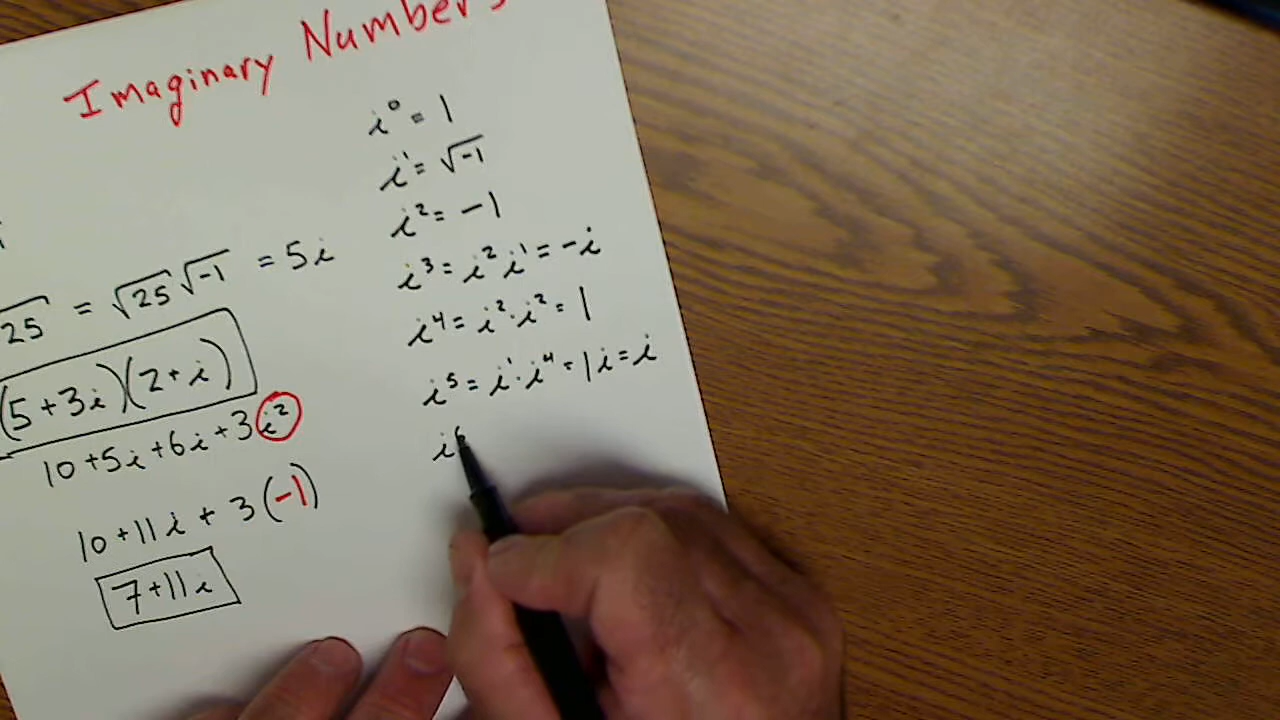 Imaginary Numbers
i⁰ = 1
i¹ = √-1
i² = -1
i³ = i² i¹ = -i
i⁴ = i² · i² = 1
i⁵ = i¹ · i⁴ = 1i = i
i
25 = √25 √-1 = 5i
(5+3i)(2+i)
10+5i+6i+3i²
10+11i+3(-1)
7+11i